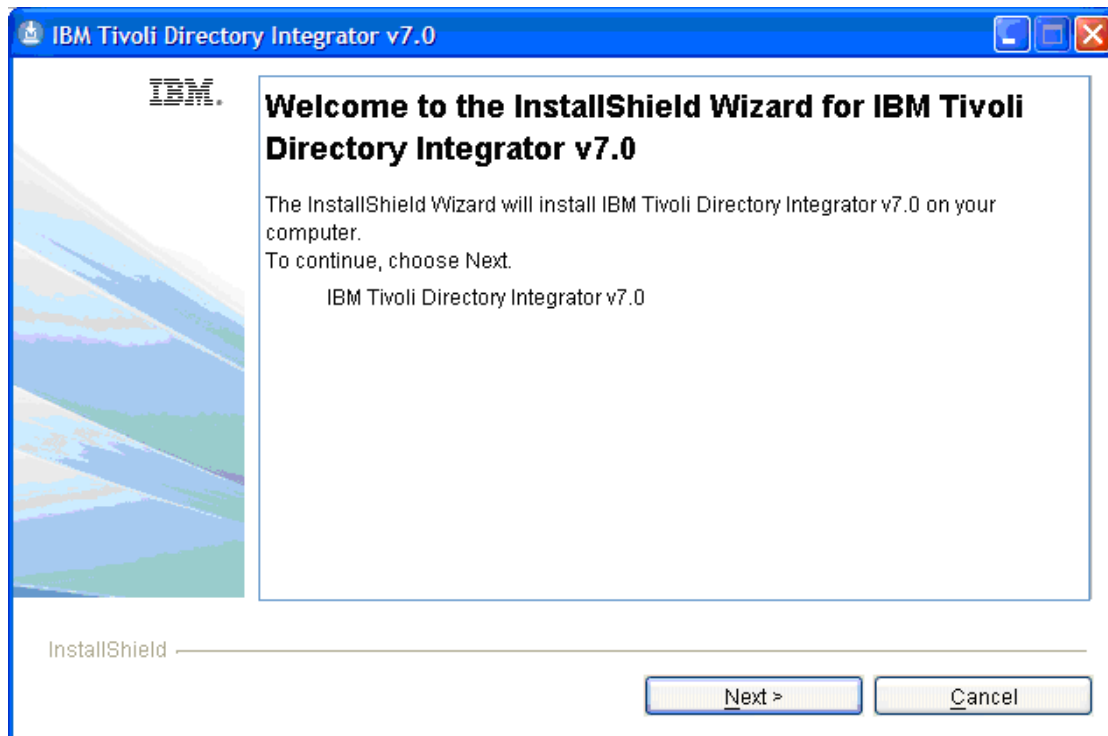 IBM Tivoli Directory Integrator v7.0
IBM.
Welcome to the InstallShield Wizard for IBM Tivoli
Directory Integrator v7.0
The InstallShield Wizard will install IBM Tivoli Directory Integrator v7.0 on your
computer.
To continue, choose Next.
IBM Tivoli Directory Integrator v7.0
InstallShield
Next >
Cancel